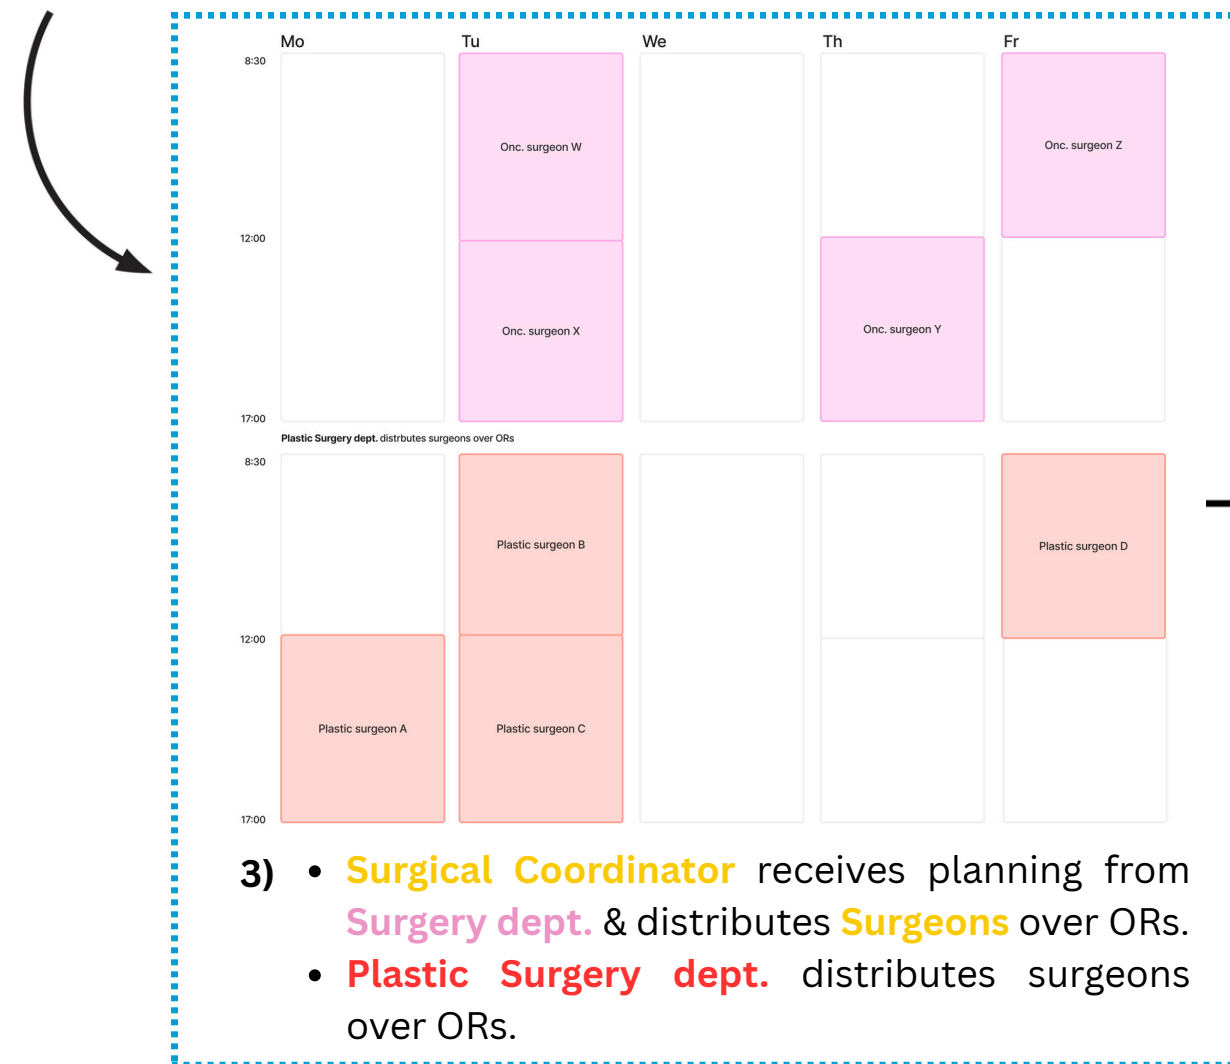 Mo Tu We Th Fr
8:30
Onc. surgeon W
Onc. surgeon Z
12:00
Onc. surgeon X
Onc. surgeon Y
17:00
Plastic Surgery dept. distrbutes surgeons over ORs
8:30
Plastic surgeon B
Plastic surgeon D
12:00
Plastic surgeon A
Plastic surgeon C
17:00
3) • Surgical Coordinator receives planning from
Surgery dept. & distributes Surgeons over ORs.
• Plastic Surgery dept. distributes surgeons
over ORs.